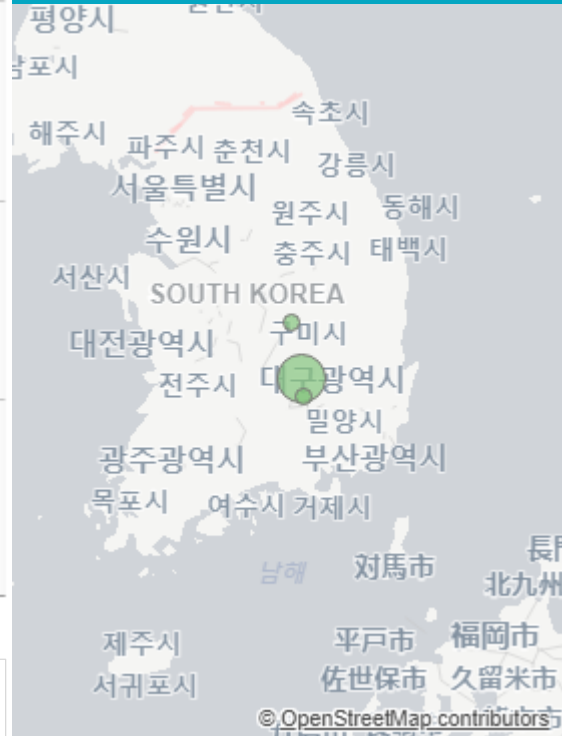 평양시
남포시
속초시
해주시
파주시 춘천시
강릉시
서울특별시
원주시 동해시
수원시
충주시 태백시
서산시
SOUTH KOREA
구미시
대전광역시
전주시 대구광역시
밀양시
광주광역시 부산광역시
목포시 여수시 거제시
남해 対馬市
北九州
제주시 平戸市 福岡市
서귀포시 佐世保市 久留米市
© OpenStreetMap contributors